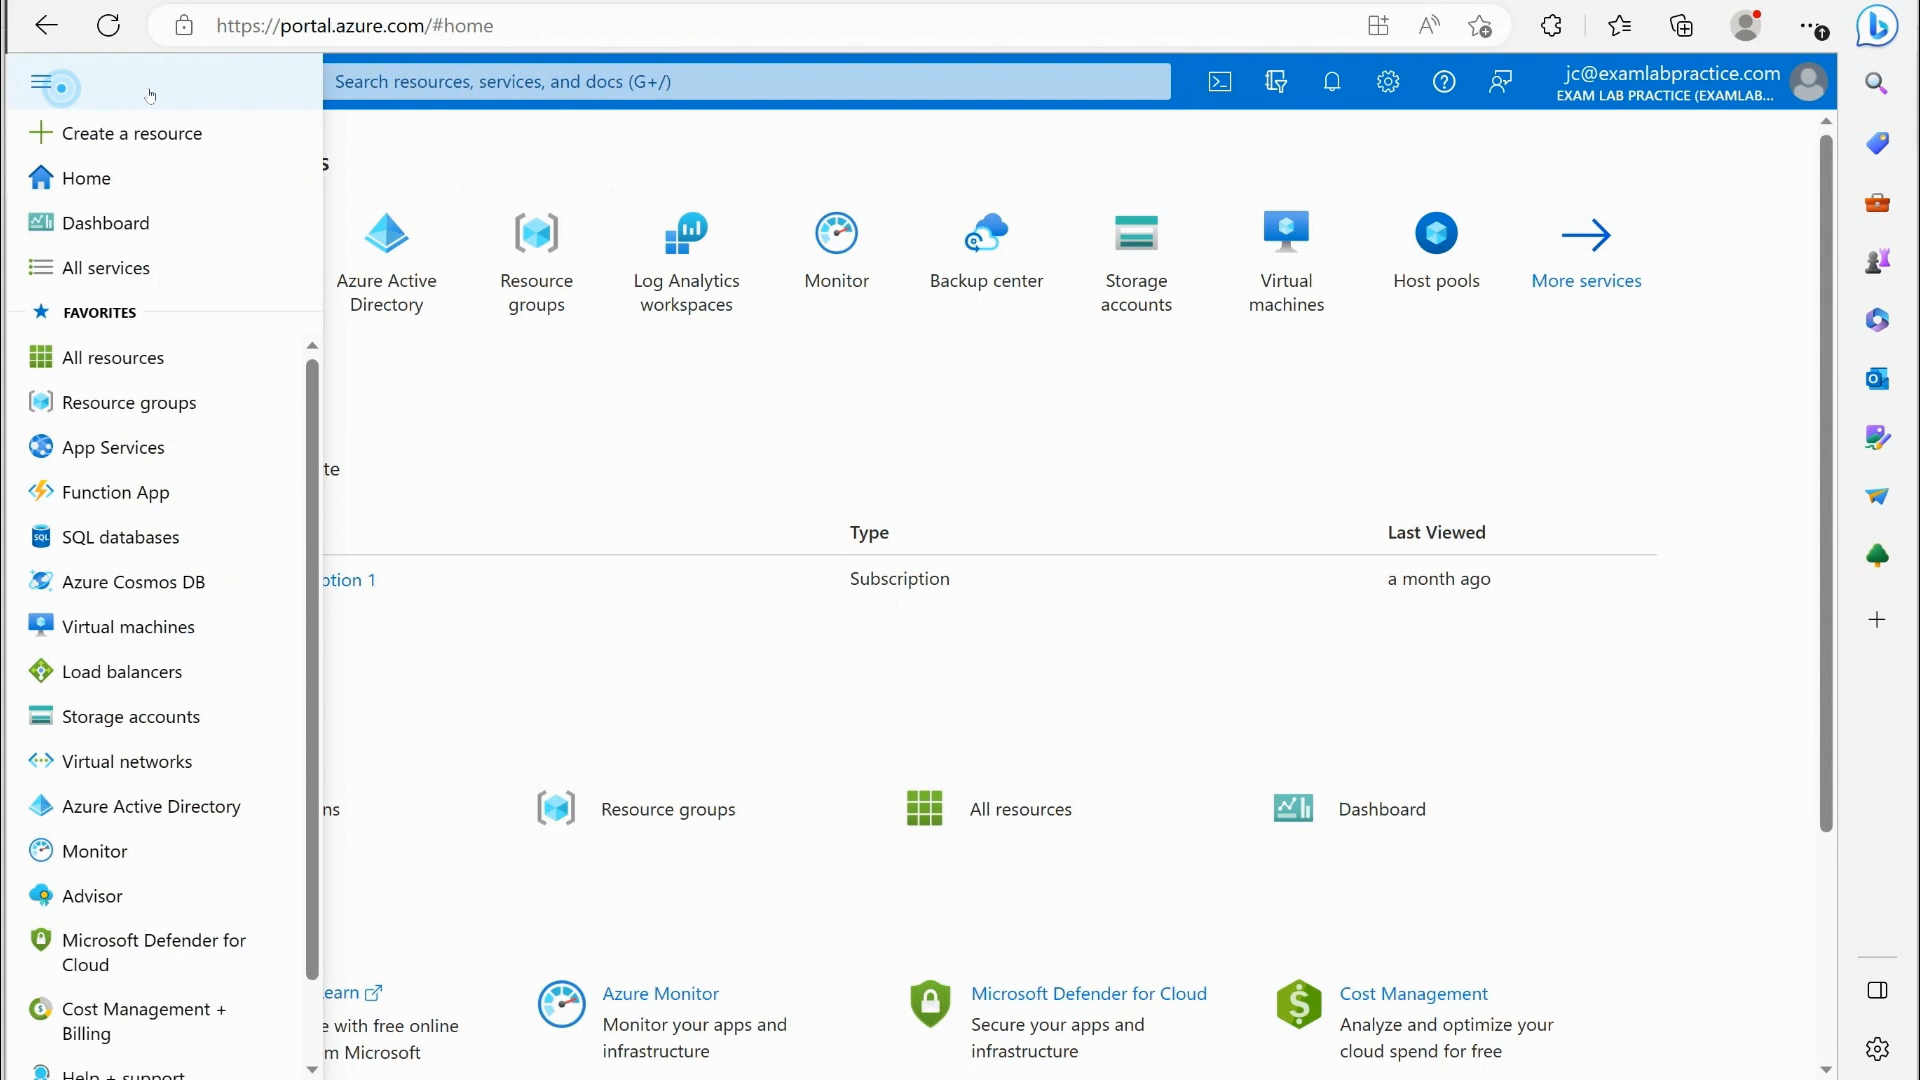 https://portal.azure.com/#home
Search resources, services, and docs (G+/)
jc@examlabpractice.com
EXAM LAB PRACTICE (EXAMLAB...
Create a resource
Home
Dashboard
All services
FAVORITES
All resources
Resource groups
App Services
Function App
SQL databases
Azure Cosmos DB
Virtual machines
Load balancers
Storage accounts
Virtual networks
Azure Active Directory
Monitor
Advisor
Microsoft Defender for
Cloud
Cost Management +
Billing
Help + support
s
Azure Active
Directory
Resource
groups
Log Analytics
workspaces
Monitor
Backup center
Storage
accounts
Virtual
machines
Host pools
More services
te
Type
Last Viewed
ption 1
Subscription
a month ago
ns
Resource groups
All resources
Dashboard
earn
e with free online
m Microsoft
Azure Monitor
Monitor your apps and
infrastructure
Microsoft Defender for Cloud
Secure your apps and
infrastructure
Cost Management
Analyze and optimize your
cloud spend for free